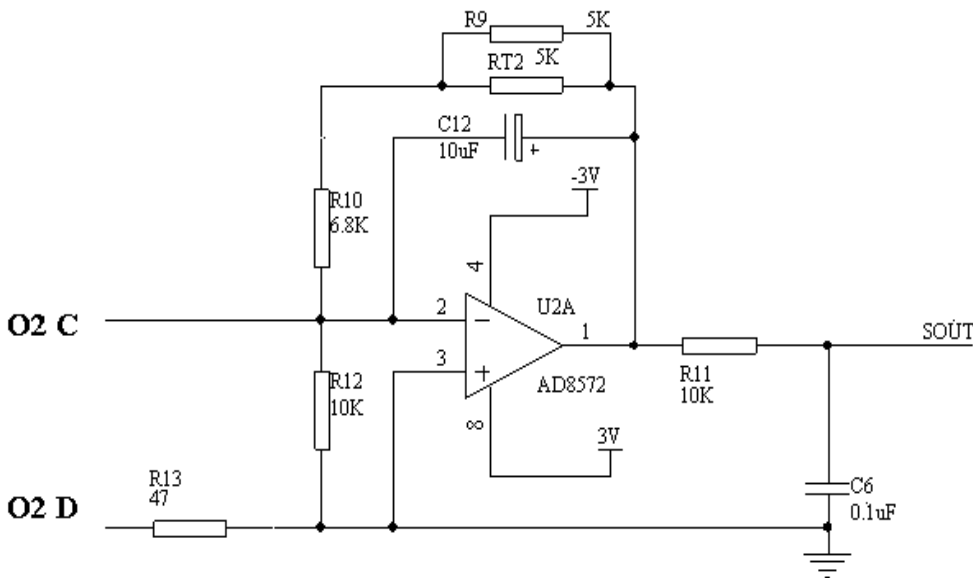 R9
5K
RT2
5K
C12
10uF
+
-3V
R10
6.8K
4
O2 C
2
U2A
1
SOUT
3
R12
10K
AD8572
R11
10K
8
3V
R13
47
O2 D
C6
0.1uF